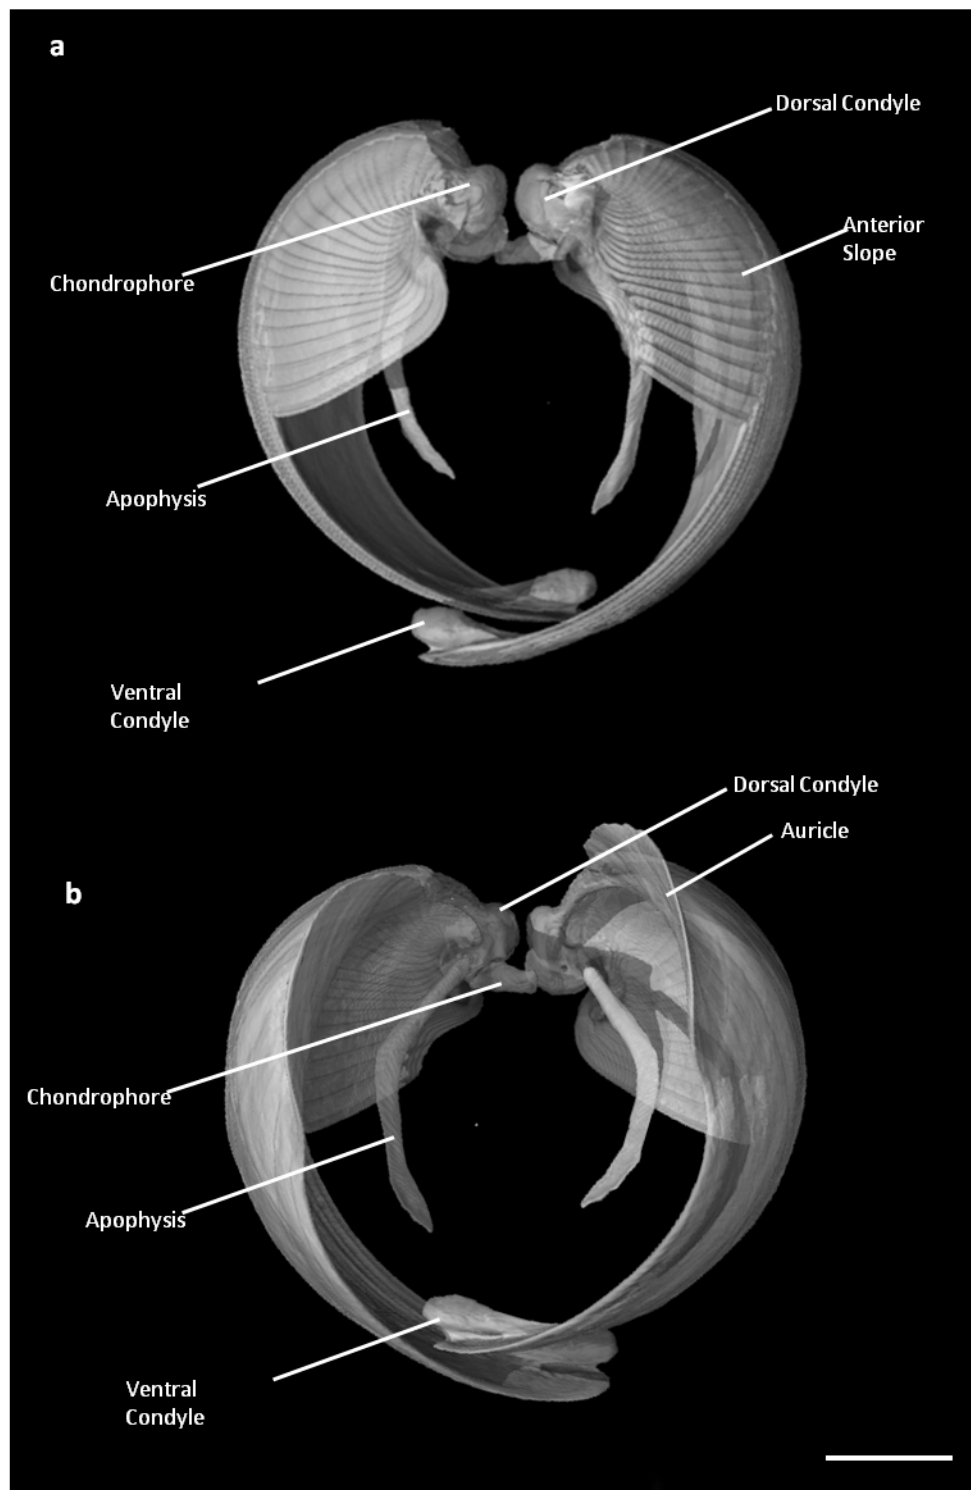 a
Dorsal Condyle
Anterior
Slope
Chondrophore
Apophysis
Ventral
Condyle
Dorsal Condyle
Auricle
b
Chondrophore
Apophysis
Ventral
Condyle